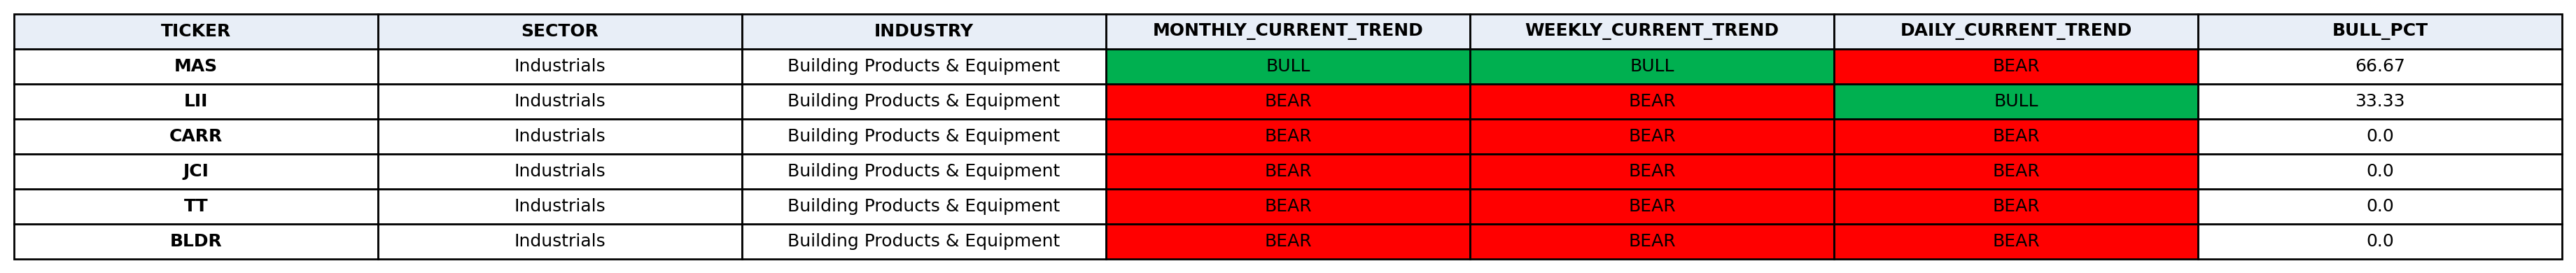 TICKER SECTOR INDUSTRY MONTHLY_CURRENT_TREND WEEKLY_CURRENT_TREND DAILY_CURRENT_TREND BULL_PCT
MAS Industrials Building Products & Equipment BULL BULL BEAR 66.67
LII Industrials Building Products & Equipment BEAR BEAR BULL 33.33
CARR Industrials Building Products & Equipment BEAR BEAR BEAR 0.0
JCI Industrials Building Products & Equipment BEAR BEAR BEAR 0.0
TT Industrials Building Products & Equipment BEAR BEAR BEAR 0.0
BLDR Industrials Building Products & Equipment BEAR BEAR BEAR 0.0